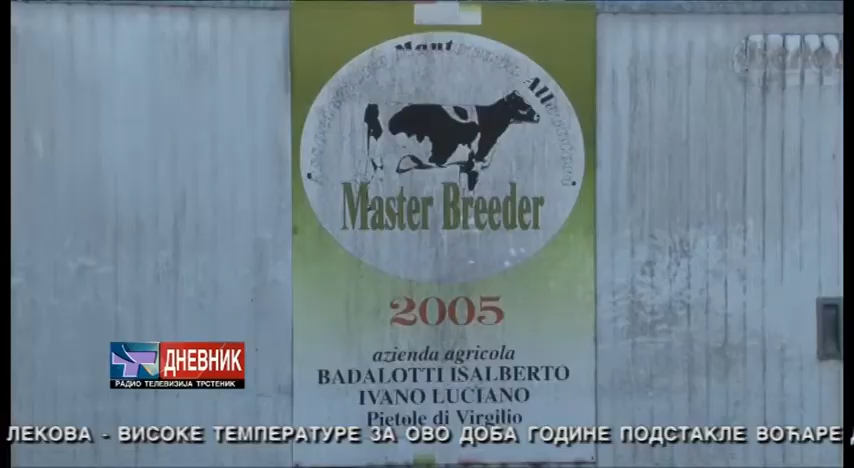 Master Breeder
2005
azienda agricola
BADALOTTI ISALBERTO
IVANO LUCIANO
Pietole di Virgilio
ДНЕВНИК
РАДИО ТЕЛЕВИЗИЈА ТРСТЕНИК
ЛЕКОВА - ВИСОКЕ ТЕМПЕРАТУРЕ ЗА ОВО ДОБА ГОДИНЕ ПОДСТАКЛЕ ВОЋАРЕ